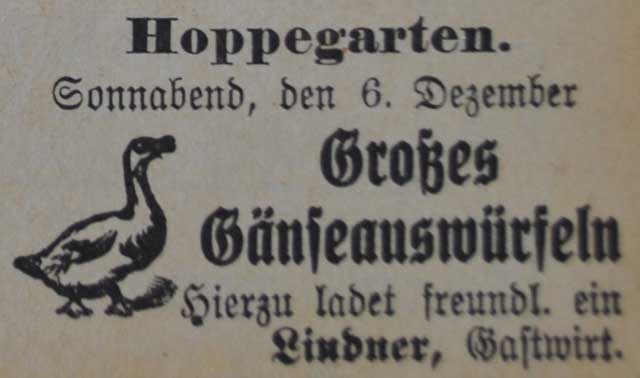 Hoppegarten.
Sonnabend, den 6. Dezember
Großes
Gänseauswürfeln
Hierzu ladet freundl. ein
Lindner, Gastwirt.